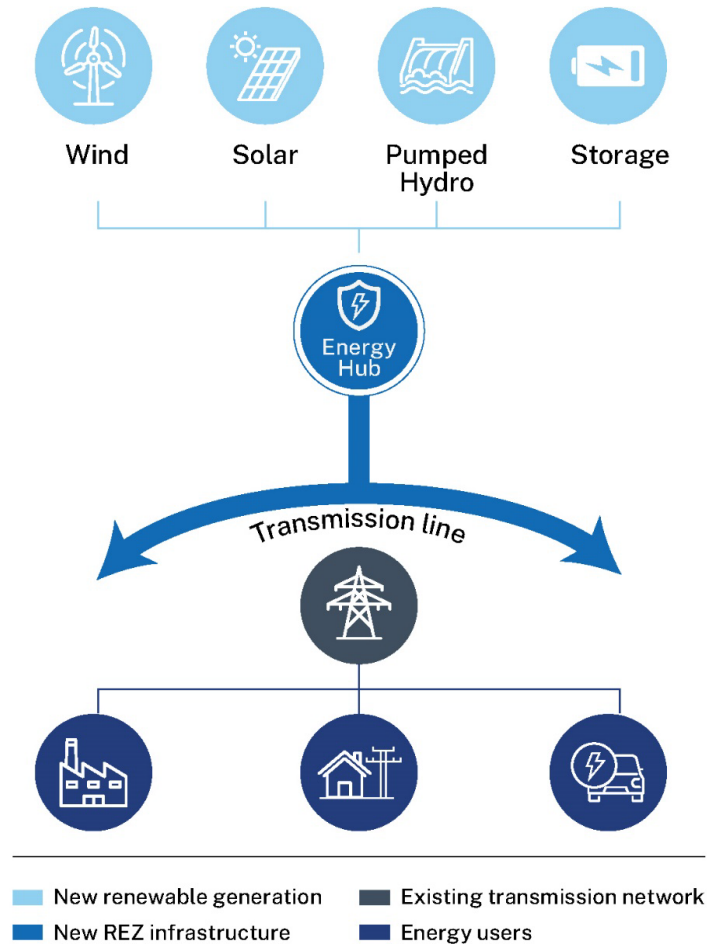 Wind
Solar
Pumped
Hydro
Storage
Energy
Hub
Transmission line
New renewable generation
Existing transmission network
New REZ infrastructure
Energy users